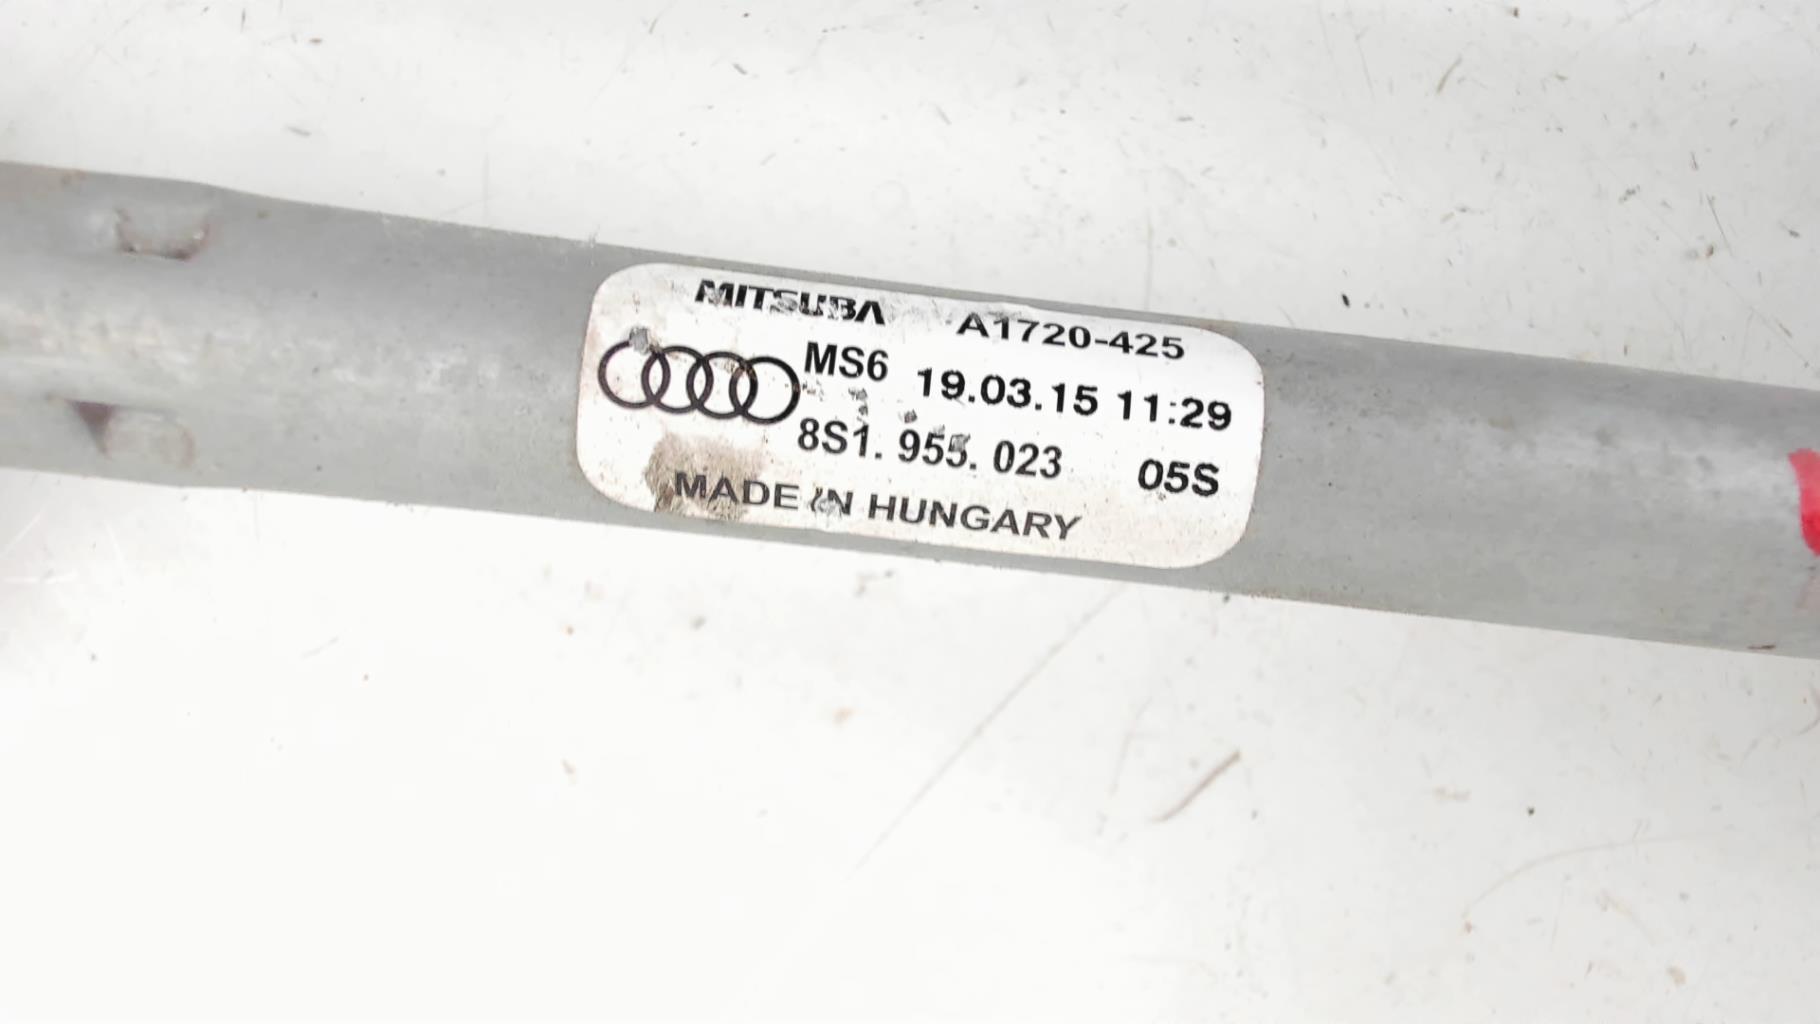 MITSUBA A1720-425
MS6 19.03.15 11:29
8S1. 955. 023 05S
MADE IN HUNGARY